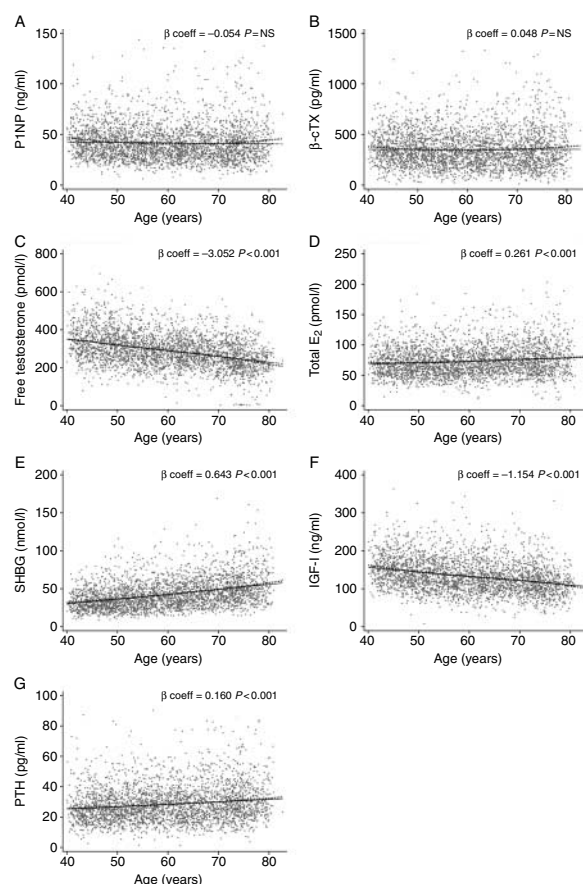 A
β coeff = −0.054 P=NS
P1NP (ng/ml)
150
100
50
0
40 50 60 70 80
Age (years)
B
β coeff = 0.048 P=NS
β-cTX (pg/ml)
1500
1000
500
0
40 50 60 70 80
Age (years)
C
β coeff = −3.052 P<0.001
Free testosterone (pmol/l)
800
600
400
200
0
40 50 60 70 80
Age (years)
D
β coeff = 0.261 P<0.001
Total E2 (pmol/l)
250
200
150
100
50
0
40 50 60 70 80
Age (years)
E
β coeff = 0.643 P<0.001
SHBG (nmol/l)
200
150
100
50
0
40 50 60 70 80
Age (years)
F
β coeff = −1.154 P<0.001
IGF-I (ng/ml)
400
300
200
100
0
40 50 60 70 80
Age (years)
G
β coeff = 0.160 P<0.001
PTH (pg/ml)
100
80
60
40
20
0
40 50 60 70 80
Age (years)